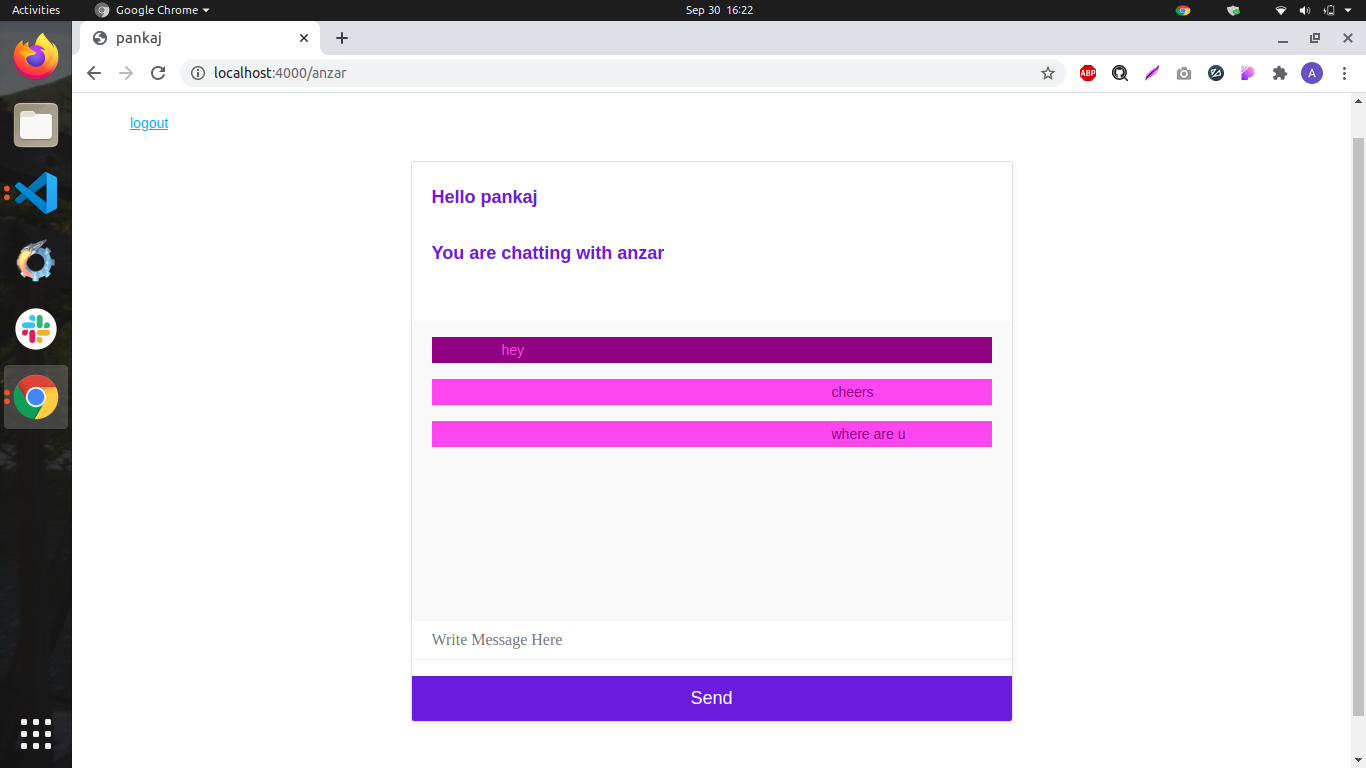 Activities Google Chrome Sep 30 16:22
pankaj
localhost:4000/anzar
ABP A
logout
Hello pankaj
You are chatting with anzar
hey
cheers
where are u
Write Message Here
Send